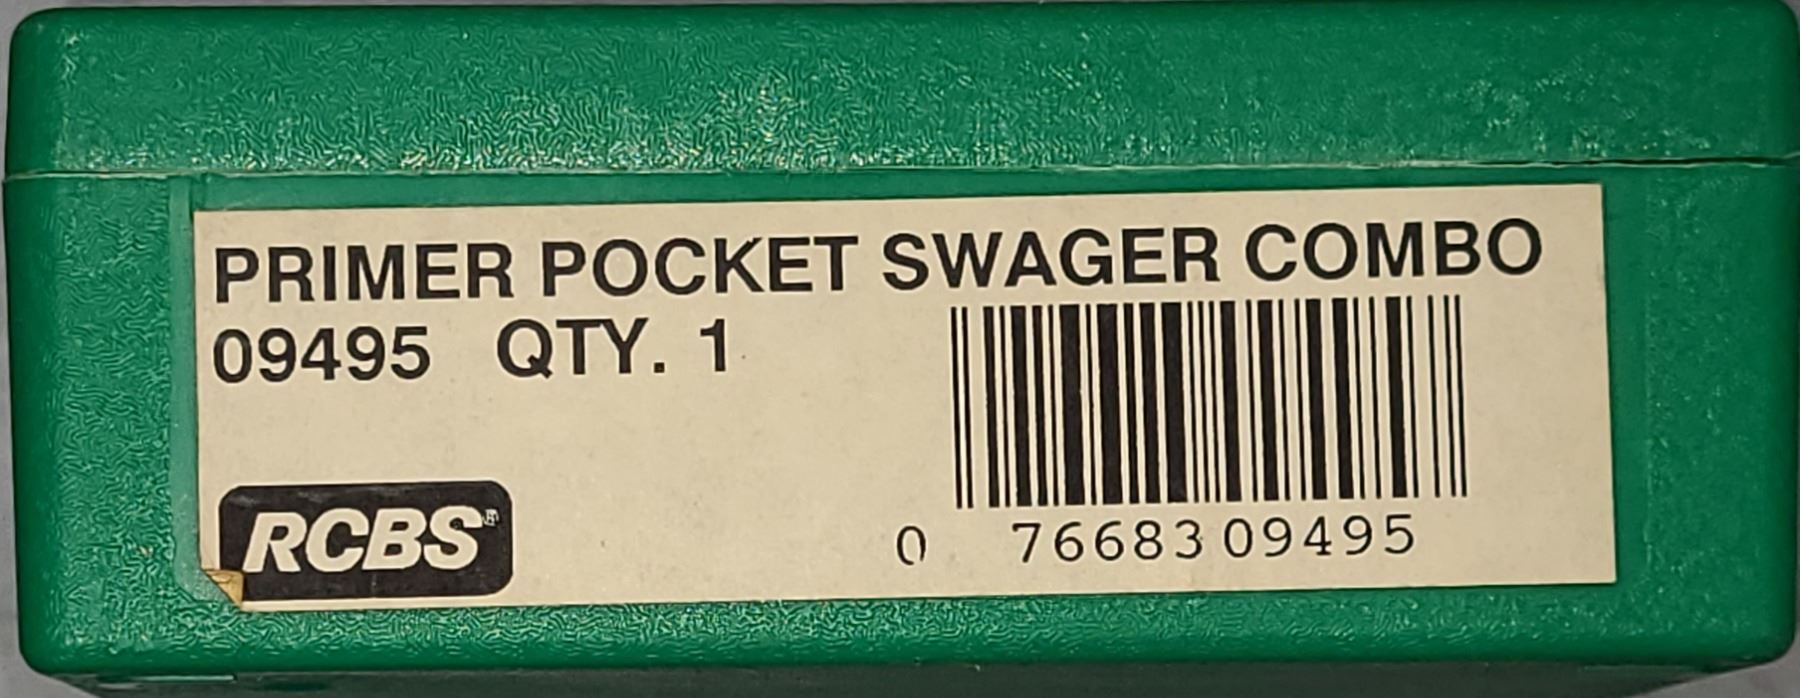 PRIMER POCKET SWAGER COMBO
09495 QTY. 1
RCBS®
0 76683 09495